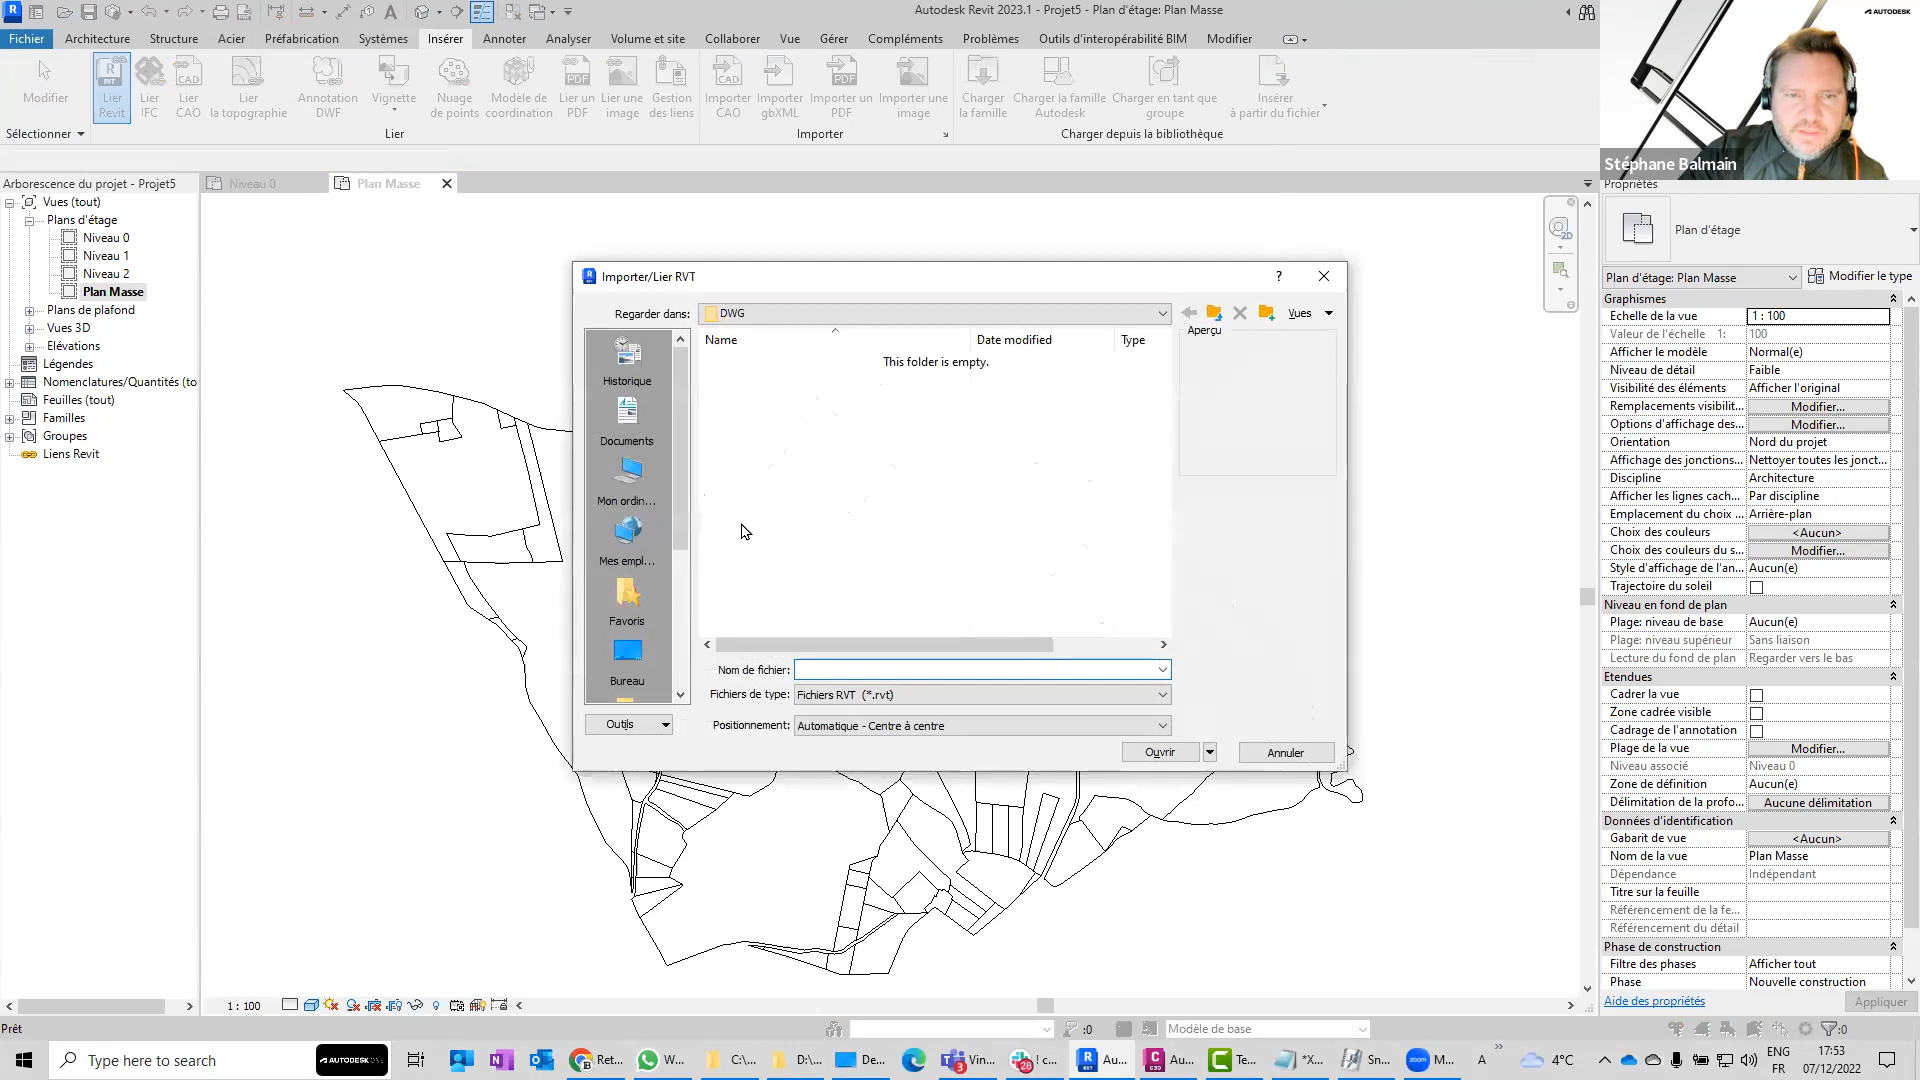 Autodesk Revit 2023.1 - Projet5 - Plan d'étage: Plan Masse
AUTODESK
Fichier
Architecture
Structure
Acier
Préfabrication
Systèmes
Insérer
Annoter
Analyser
Volume et site
Collaborer
Vue
Gérer
Compléments
Problèmes
Outils d'interopérabilité BIM
Modifier
Modifier
Lier Revit
Lier IFC
Lier CAO
Lier la topographie
Annotation DWF
Vignette
Nuage de points
Modèle de coordination
Lier un PDF
Lier une image
Gestion des liens
Importer CAO
Importer gbXML
Importer un PDF
Importer une image
Charger la famille
Charger la famille Autodesk
Charger en tant que groupe
Insérer à partir du fichier
Sélectionner
Lier
Importer
Charger depuis la bibliothèque
Stéphane Balmain
Arborescence du projet - Projet5
Niveau 0
Plan Masse
Vues (tout)
Plans d'étage
Niveau 0
Niveau 1
Niveau 2
Plan Masse
Plans de plafond
Vues 3D
Elévations
Légendes
Nomenclatures/Quantités (to
Feuilles (tout)
Familles
Groupes
Liens Revit
Importer/Lier RVT
?
Regarder dans:
DWG
Vues
Aperçu
Name
Date modified
Type
This folder is empty.
Historique
Documents
Mon ordin...
Mes empl...
Favoris
Bureau
Nom de fichier:
Fichiers de type: Fichiers RVT (*.rvt)
Outils
Positionnement: Automatique - Centre à centre
Ouvrir
Annuler
2D
Propriétés
Plan d'étage
Plan d'étage: Plan Masse
Modifier le type
Graphismes
Echelle de la vue 1 : 100
Valeur de l'échelle 1: 100
Afficher le modèle Normal(e)
Niveau de détail Faible
Visibilité des éléments Afficher l'original
Remplacements visibilit... Modifier...
Options d'affichage des... Modifier...
Orientation Nord du projet
Affichage des jonctions... Nettoyer toutes les jonct...
Discipline Architecture
Afficher les lignes cach... Par discipline
Emplacement du choix ... Arrière-plan
Choix des couleurs <Aucun>
Choix des couleurs du s... Modifier...
Style d'affichage de l'an... Aucun(e)
Trajectoire du soleil
Niveau en fond de plan
Plage: niveau de base Aucun(e)
Plage: niveau supérieur Sans liaison
Lecture du fond de plan Regarder vers le bas
Etendues
Cadrer la vue
Zone cadrée visible
Cadrage de l'annotation
Plage de la vue Modifier...
Niveau associé Niveau 0
Zone de définition Aucun(e)
Délimitation de la profo... Aucune délimitation
Données d'identification
Gabarit de vue <Aucun>
Nom de la vue Plan Masse
Dépendance Indépendant
Titre sur la feuille
Référencement de la fe...
Référencement du détail
Phase de construction
Filtre des phases Afficher tout
Phase Nouvelle construction
Aide des propriétés
Appliquer
1 : 100
Prêt
:0
Modèle de base
:0
Type here to search
AUTODESK
Ret...
W...
C:\...
D:\...
De...
Vin...
! c...
Au...
Au...
Te...
*X...
Sn...
M...
A
4°C
ENG
FR
17:53
07/12/2022